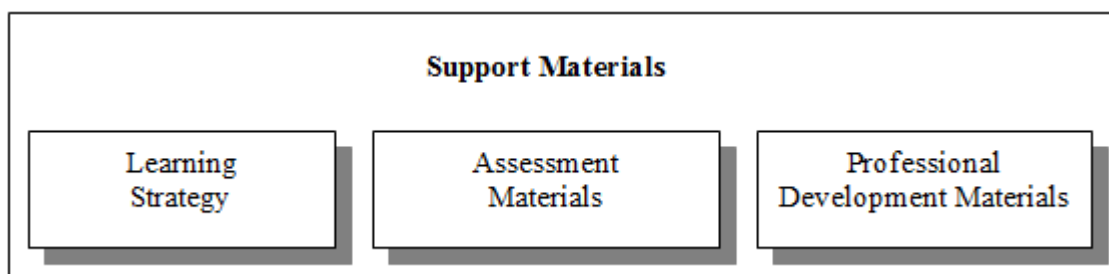 Support Materials
Learning
Strategy
Assessment
Materials
Professional
Development Materials